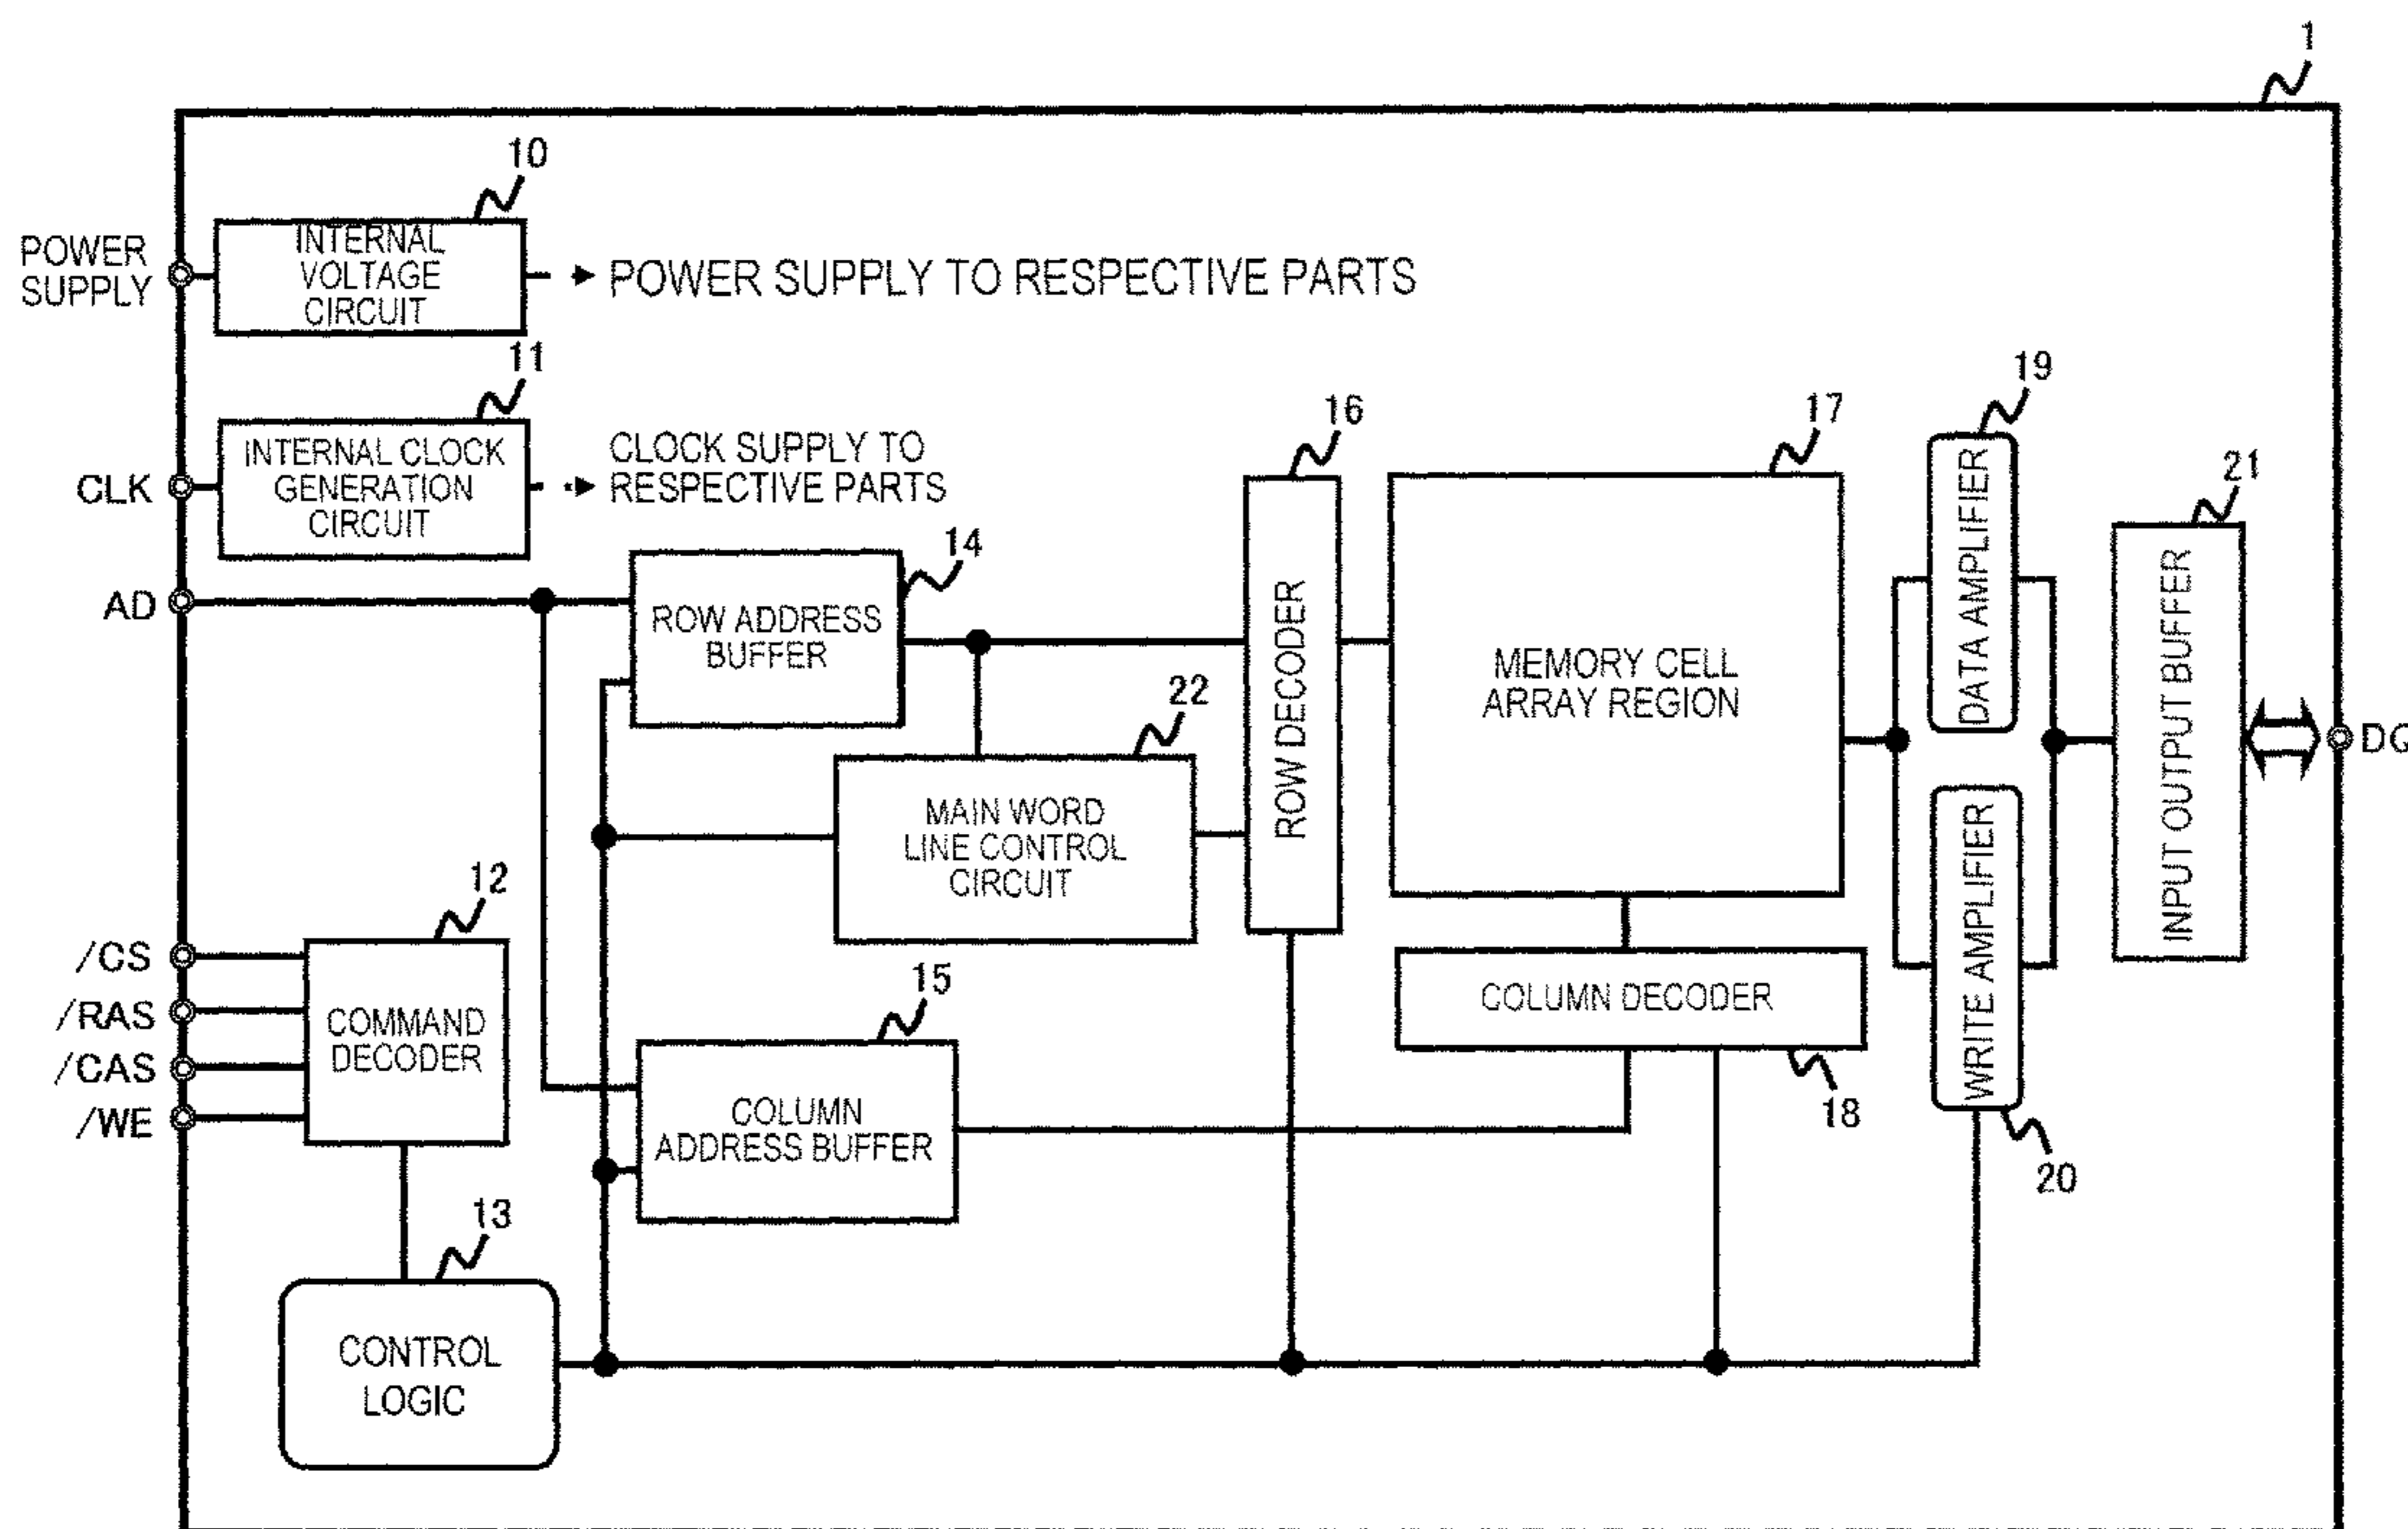 1
10
POWER
SUPPLY
INTERNAL
VOLTAGE
CIRCUIT
POWER SUPPLY TO RESPECTIVE PARTS
11
CLK
INTERNAL CLOCK
GENERATION
CIRCUIT
CLOCK SUPPLY TO
RESPECTIVE PARTS
16
17
19
21
14
AD
ROW ADDRESS
BUFFER
22
ROW DECODER
MEMORY CELL
ARRAY REGION
DATA AMPLIFIER
INPUT OUTPUT BUFFER
MAIN WORD
LINE CONTROL
CIRCUIT
WRITE AMPLIFIER
12
/CS
/RAS
/CAS
/WE
COMMAND
DECODER
15
COLUMN DECODER
18
COLUMN
ADDRESS BUFFER
20
13
CONTROL
LOGIC